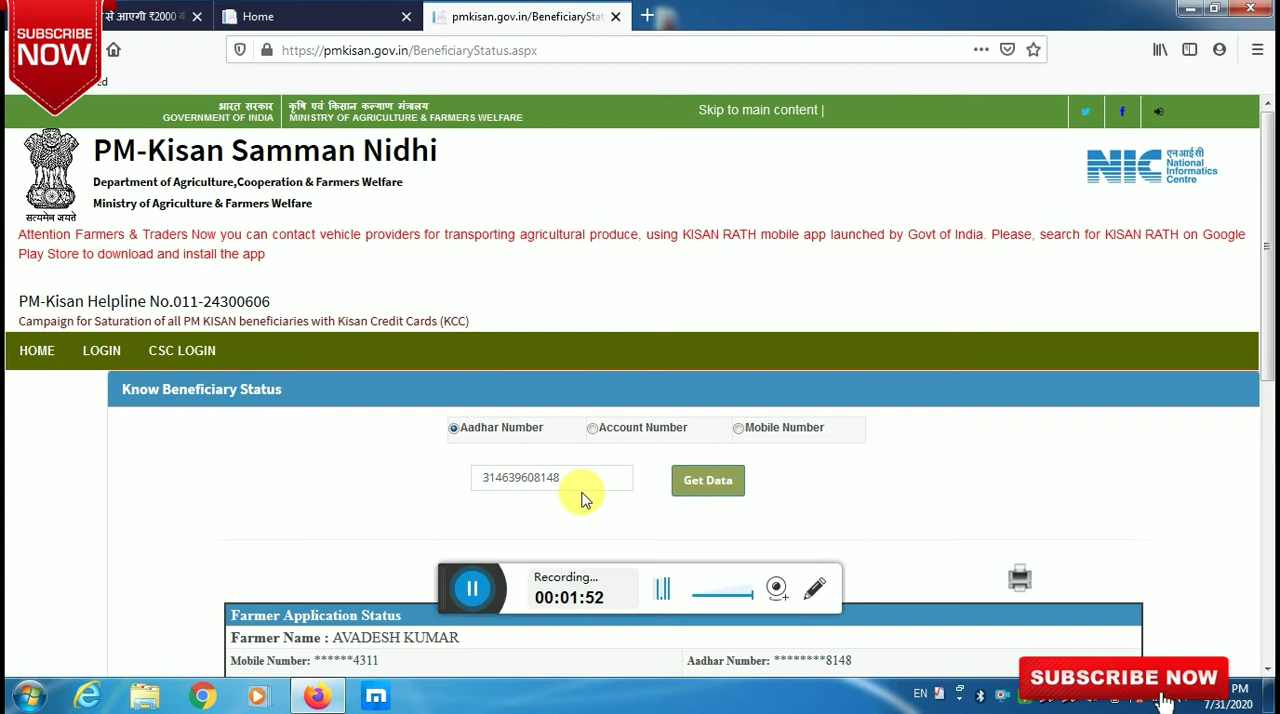 SUBSCRIBE
NOW
से आएगी ₹2000
Home
pmkisan.gov.in/BeneficiaryStat
https://pmkisan.gov.in/BeneficiaryStatus.aspx
भारत सरकार
GOVERNMENT OF INDIA
कृषि एवं किसान कल्याण मंत्रालय
MINISTRY OF AGRICULTURE & FARMERS WELFARE
Skip to main content |
सत्यमेव जयते
PM-Kisan Samman Nidhi
Department of Agriculture,Cooperation & Farmers Welfare
Ministry of Agriculture & Farmers Welfare
NIC
एनआईसी
National
Informatics
Centre
Attention Farmers & Traders Now you can contact vehicle providers for transporting agricultural produce, using KISAN RATH mobile app launched by Govt of India. Please, search for KISAN RATH on Google
Play Store to download and install the app
PM-Kisan Helpline No.011-24300606
Campaign for Saturation of all PM KISAN beneficiaries with Kisan Credit Cards (KCC)
HOME LOGIN CSC LOGIN
Know Beneficiary Status
Aadhar Number Account Number Mobile Number
314639608148 Get Data
Recording...
00:01:52
Farmer Application Status
Farmer Name : AVADESH KUMAR
Mobile Number: ******4311 Aadhar Number: ********8148
SUBSCRIBE NOW
EN
PM
7/31/2020